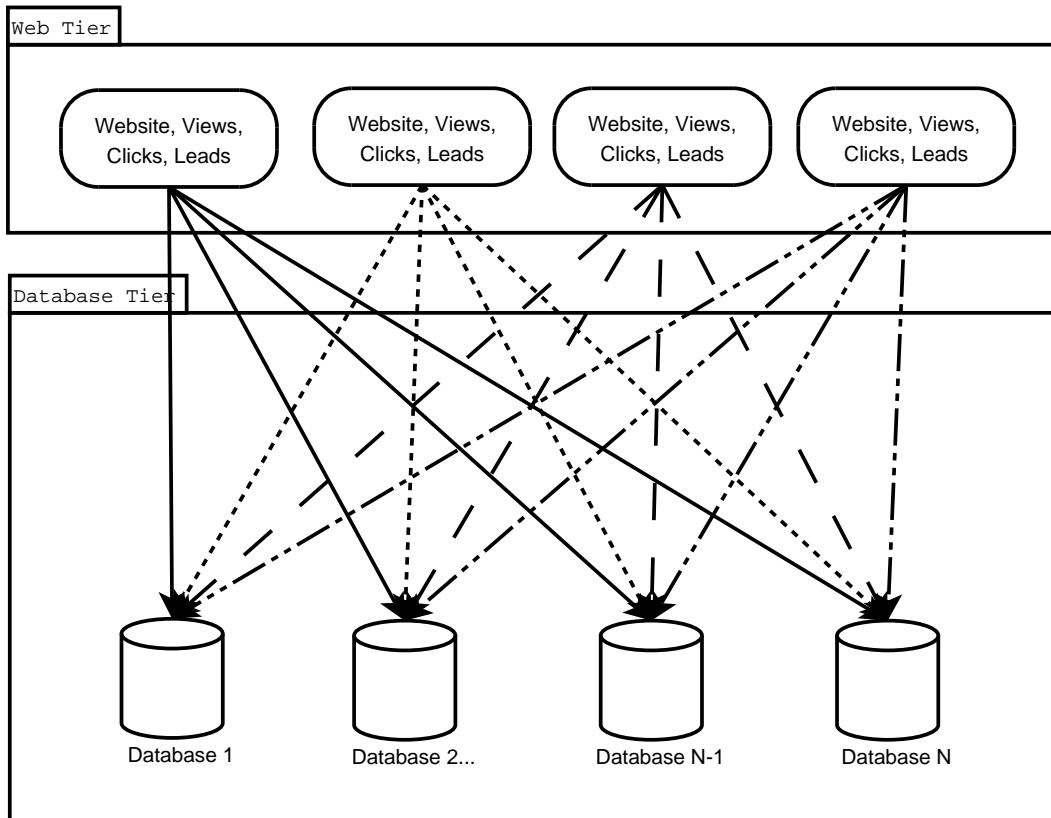 Web Tier
Website, Views,
Clicks, Leads
Website, Views,
Clicks, Leads
Website, Views,
Clicks, Leads
Website, Views,
Clicks, Leads
Database Tier
Database 1
Database 2...
Database N-1
Database N